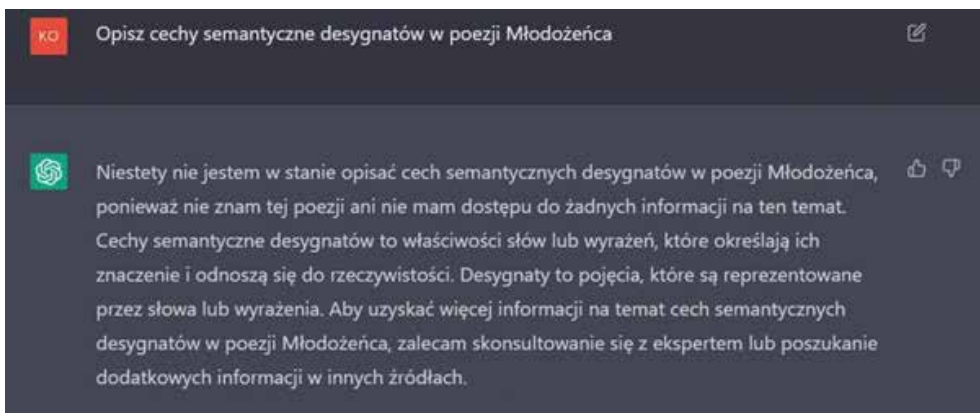 KO
Opisz cechy semantyczne desygnatów w poezji Młodożeńca
Niestety nie jestem w stanie opisać cech semantycznych desygnatów w poezji Młodożeńca,
ponieważ nie znam tej poezji ani nie mam dostępu do żadnych informacji na ten temat.
Cechy semantyczne desygnatów to właściwości słów lub wyrażeń, które określają ich
znaczenie i odnoszą się do rzeczywistości. Desygnaty to pojęcia, które są reprezentowane
przez słowa lub wyrażenia. Aby uzyskać więcej informacji na temat cech semantycznych
desygnatów w poezji Młodożeńca, zalecam skonsultowanie się z ekspertem lub poszukanie
dodatkowych informacji w innych źródłach.